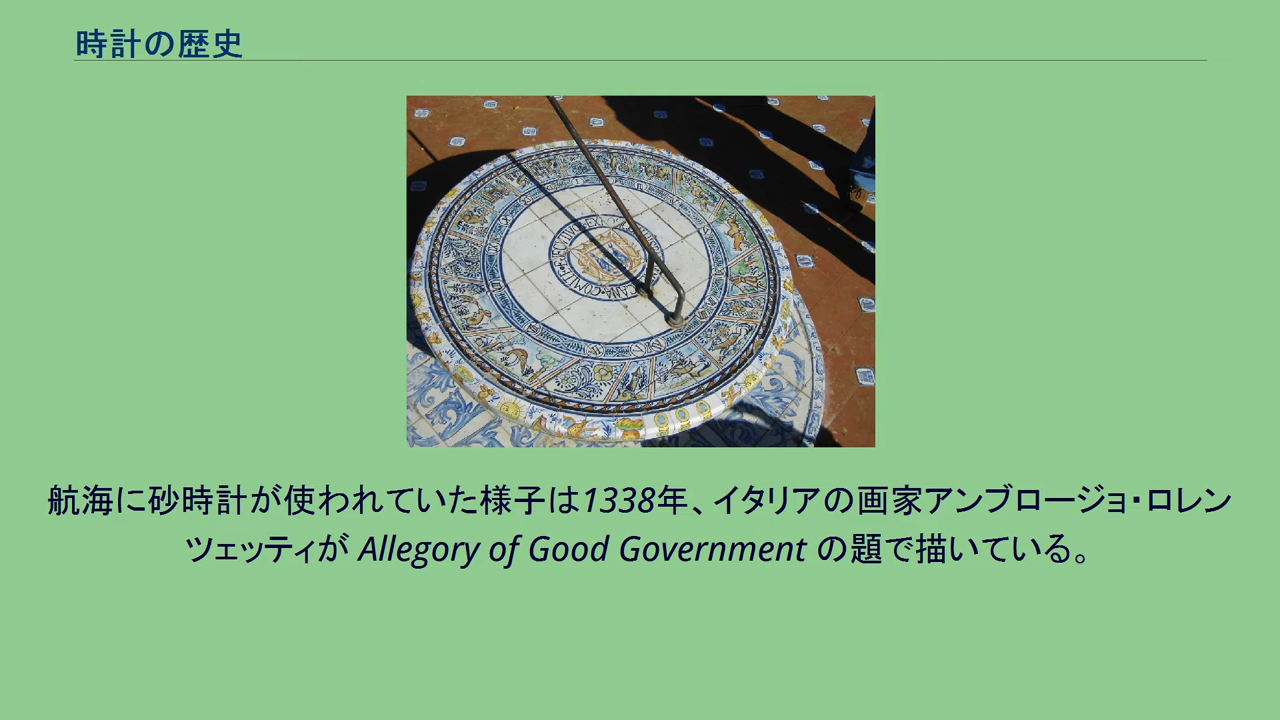 時計の歴史
航海に砂時計が使われていた様子は1338年、イタリアの画家アンブロージョ・ロレン
ツェッティが Allegory of Good Government の題で描いている。